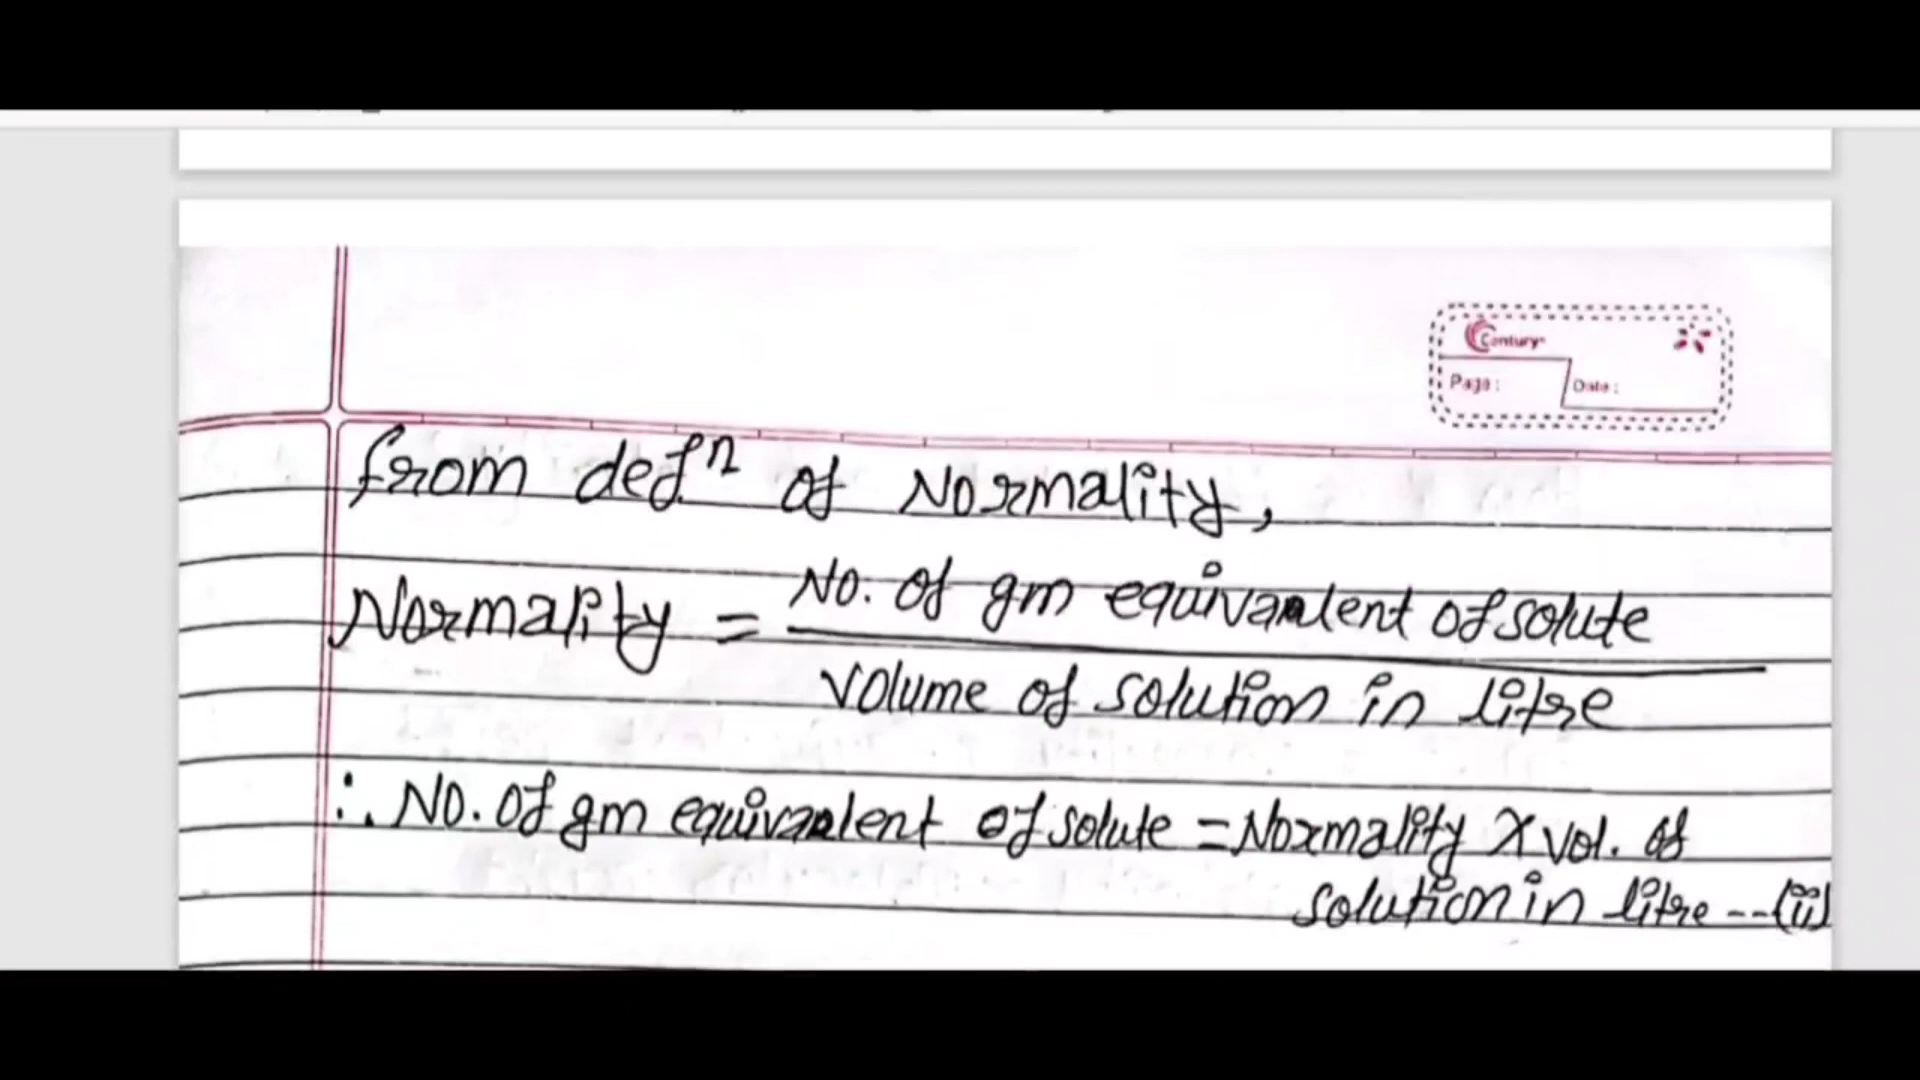 Century
Page :
Date :
from defⁿ of Normality,
Normality = No. of gm equivalent of solute
volume of solution in litre
∴ No. of gm equivalent of solute = Normality X vol. of
solution in litre --(ii)